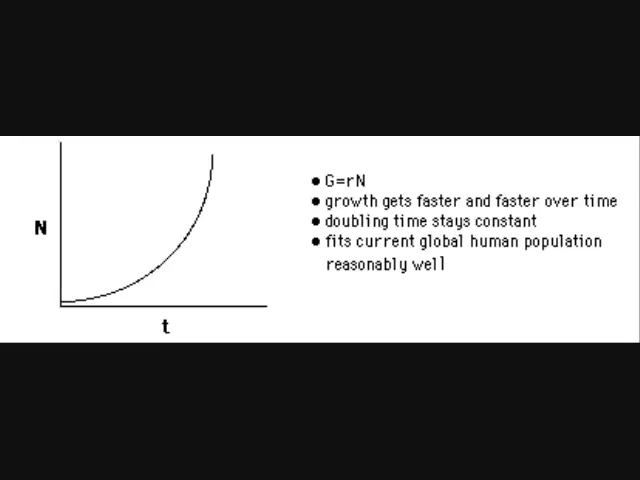 N
t
● G=rN
● growth gets faster and faster over time
● doubling time stays constant
● fits current global human population
reasonably well